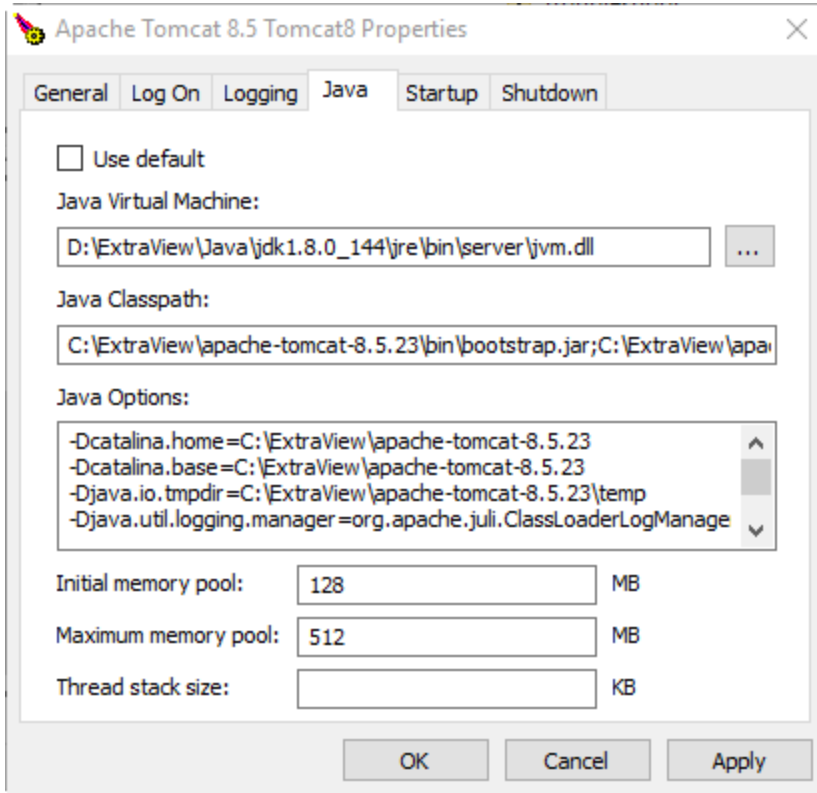 Apache Tomcat 8.5 Tomcat8 Properties
General Log On Logging Java Startup Shutdown
Use default
Java Virtual Machine:
D:\ExtraView\Java\jdk1.8.0_144\jre\bin\server\jvm.dll ...
Java Classpath:
C:\ExtraView\apache-tomcat-8.5.23\bin\bootstrap.jar;C:\ExtraView\apa
Java Options:
-Dcatalina.home=C:\ExtraView\apache-tomcat-8.5.23
-Dcatalina.base=C:\ExtraView\apache-tomcat-8.5.23
-Djava.io.tmpdir=C:\ExtraView\apache-tomcat-8.5.23\temp
-Djava.util.logging.manager=org.apache.juli.ClassLoaderLogManage
Initial memory pool: 128 MB
Maximum memory pool: 512 MB
Thread stack size: KB
OK Cancel Apply